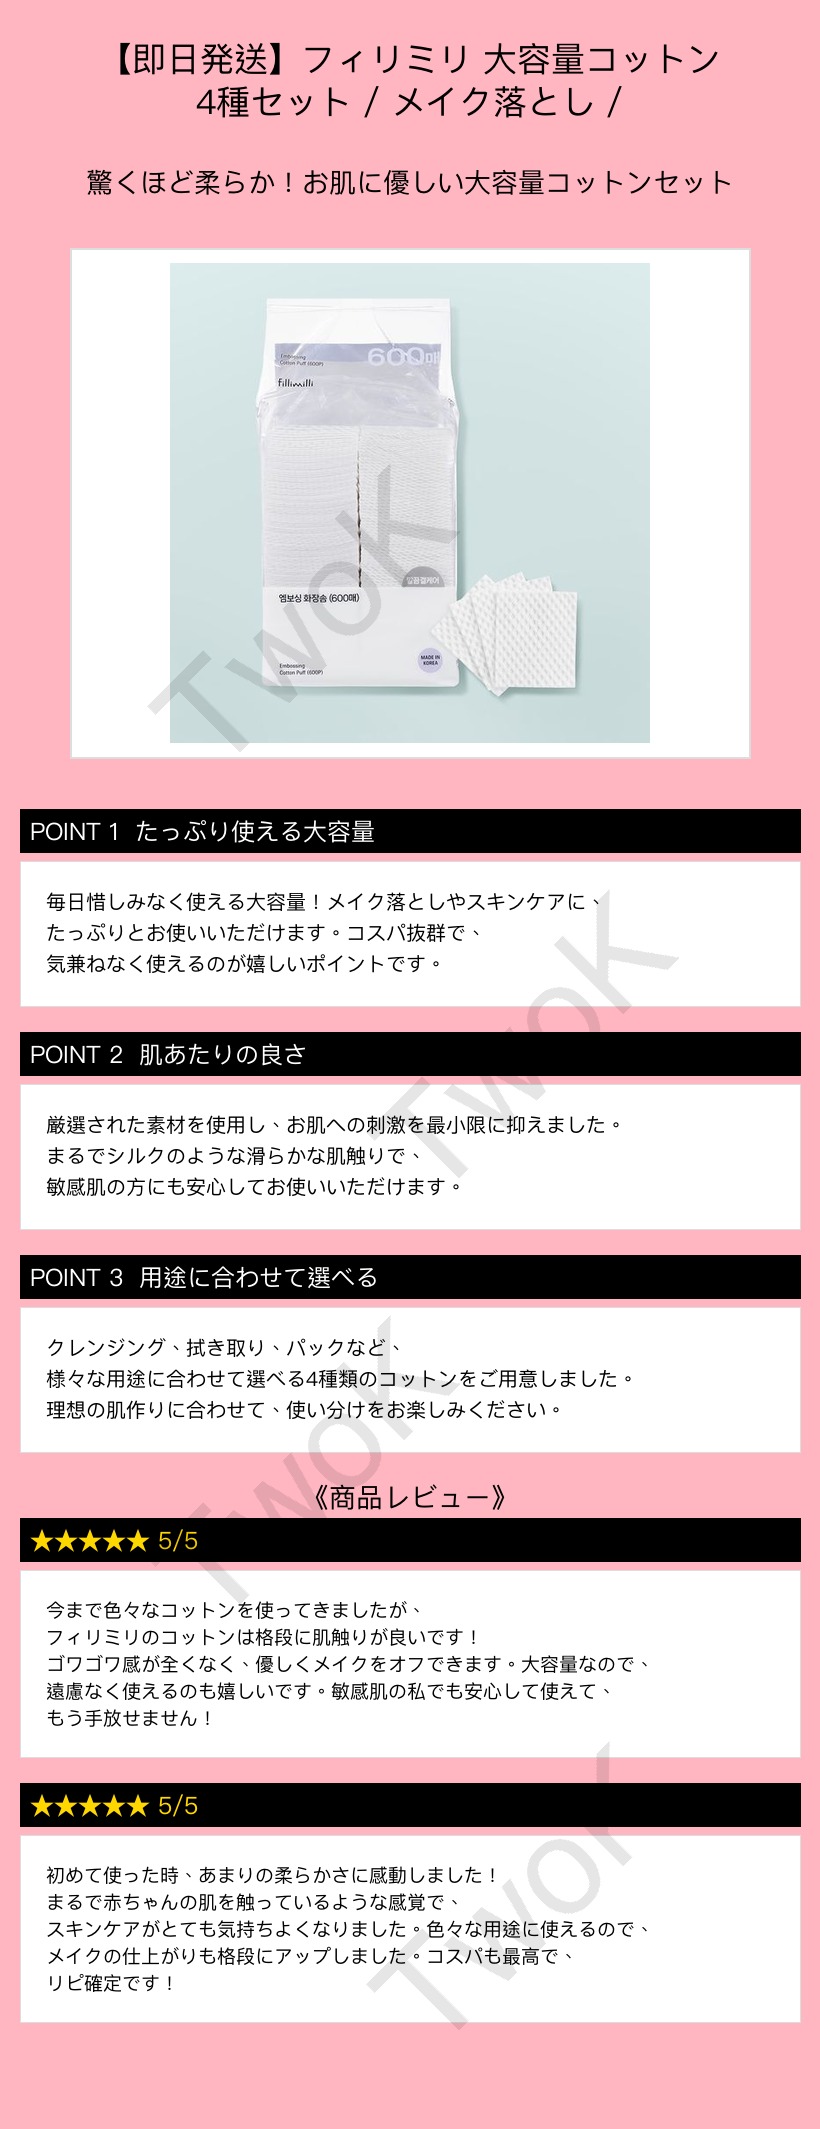 【即日発送】フィリミリ 大容量コットン
4種セット / メイク落とし /
驚くほど柔らか！お肌に優しい大容量コットンセット
Embossing
Cotton Puff (600P)
600매
fillimilli
엠보싱 화장솜 (600매)
Embossing
Cotton Puff (600P)
MADE IN
KOREA
TwoK
POINT 1 たっぷり使える大容量
毎日惜しみなく使える大容量！メイク落としやスキンケアに、
たっぷりとお使いいただけます。コスパ抜群で、
気兼ねなく使えるのが嬉しいポイントです。
TwoK
POINT 2 肌あたりの良さ
厳選された素材を使用し、お肌への刺激を最小限に抑えました。
まるでシルクのような滑らかな肌触りで、
敏感肌の方にも安心してお使いいただけます。
POINT 3 用途に合わせて選べる
クレンジング、拭き取り、パックなど、
様々な用途に合わせて選べる4種類のコットンをご用意しました。
理想の肌作りに合わせて、使い分けをお楽しみください。
TwoK
《商品レビュー》
★★★★★ 5/5
今まで色々なコットンを使ってきましたが、
フィリミリのコットンは格段に肌触りが良いです！
ゴワゴワ感が全くなく、優しくメイクをオフできます。大容量なので、
遠慮なく使えるのも嬉しいです。敏感肌の私でも安心して使えて、
もう手放せません！
★★★★★ 5/5
初めて使った時、あまりの柔らかさに感動しました！
まるで赤ちゃんの肌を触っているような感覚で、
スキンケアがとても気持ちよくなりました。色々な用途に使えるので、
メイクの仕上がりも格段にアップしました。コスパも最高で、
リピ確定です！
TwoK